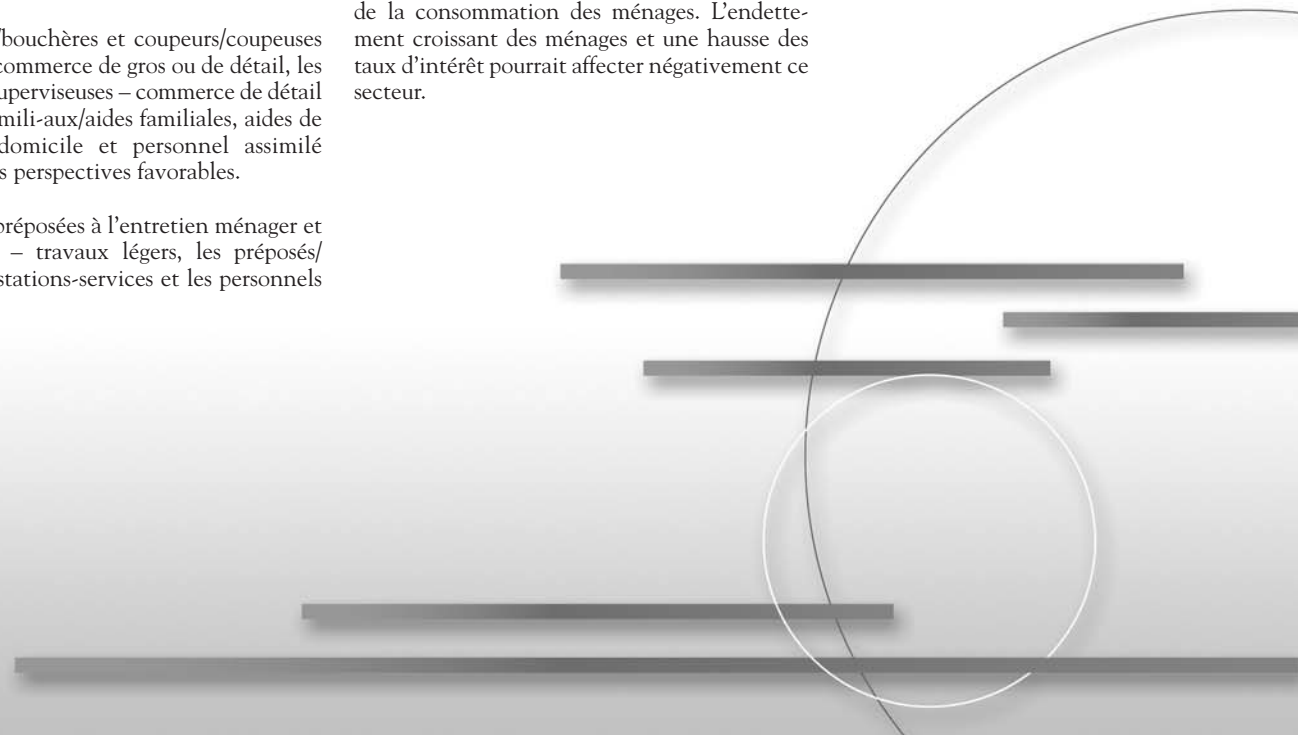 /bouchères et coupeurs/coupeuses
commerce de gros ou de détail, les
uperviseuses – commerce de détail
mili-aux/aides familiales, aides de
domicile et personnel assimilé
s perspectives favorables.
préposées à l'entretien ménager et
– travaux légers, les préposés/
stations-services et les personnels
de la consommation des ménages. L'endette-
ment croissant des ménages et une hausse des
taux d'intérêt pourrait affecter négativement ce
secteur.